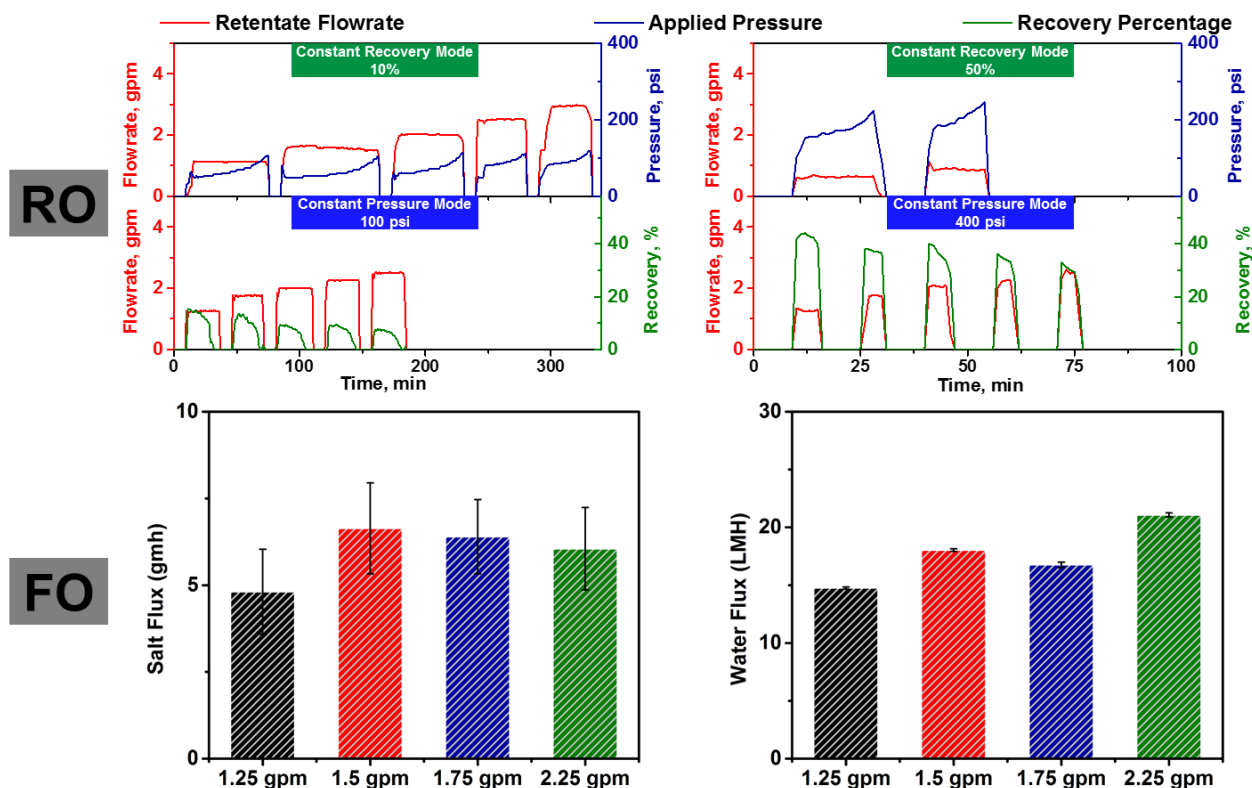 Retentate Flowrate Applied Pressure Recovery Percentage
RO
Constant Recovery Mode
10%
Flowrate, gpm
0
2
4
Pressure, psi
0
200
400
Constant Recovery Mode
50%
Flowrate, gpm
0
2
4
Pressure, psi
0
200
400
Constant Pressure Mode
100 psi
Flowrate, gpm
0
2
4
Recovery, %
0
20
40
0 100 200 300
Time, min
Constant Pressure Mode
400 psi
Flowrate, gpm
0
2
4
Recovery, %
0
20
40
0 25 50 75 100
Time, min
FO
Salt Flux (gmh)
10
5
0
1.25 gpm 1.5 gpm 1.75 gpm 2.25 gpm
Water Flux (LMH)
30
20
10
0
1.25 gpm 1.5 gpm 1.75 gpm 2.25 gpm